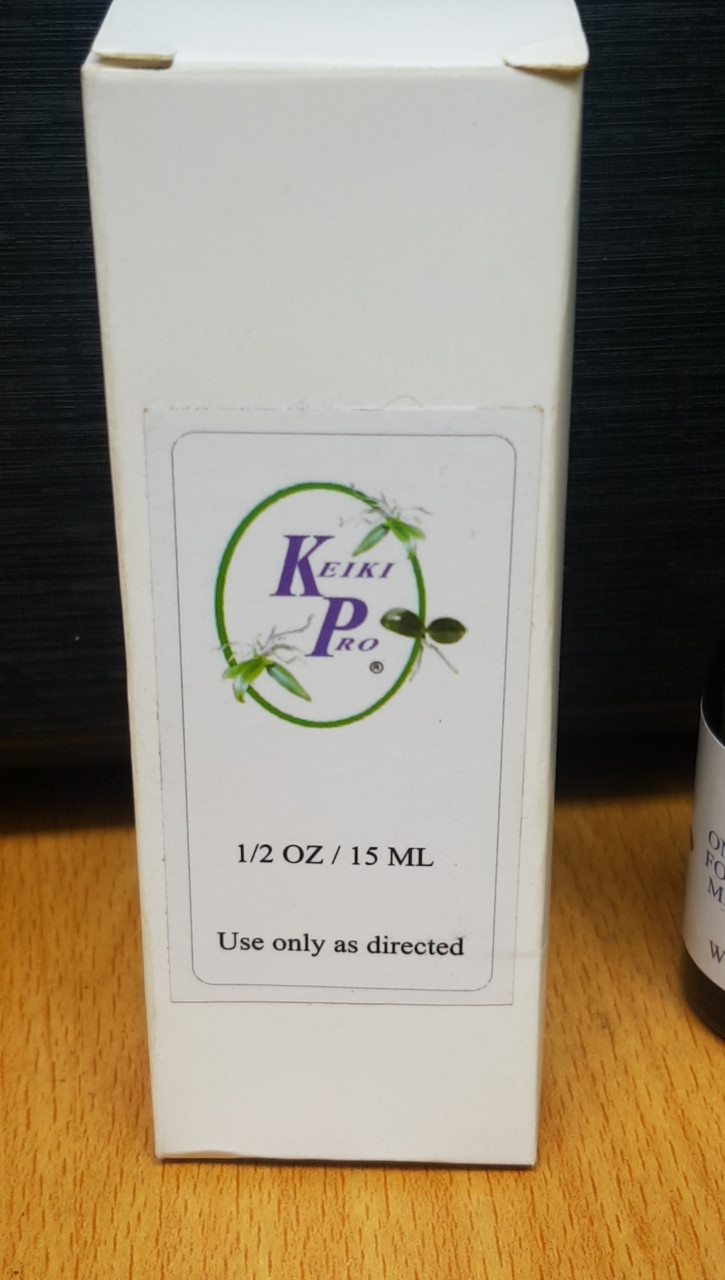 KEIKI
PRO
®
1/2 OZ / 15 ML
Use only as directed